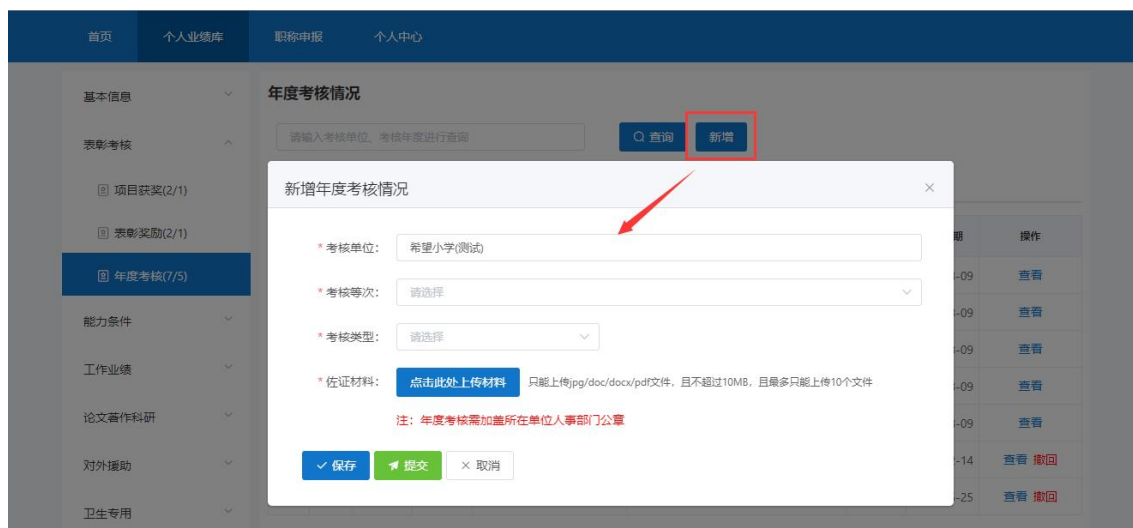 首页 个人业绩库 职称申报 个人中心
基本信息
年度考核情况
表彰考核
请输入考核单位、考核年度进行查询 查询 新增
项目获奖(2/1)
新增年度考核情况
表彰奖励(2/1)
* 考核单位: 希望小学(测试)
期 操作
年度考核(7/5)
-09 查看
* 考核等次: 请选择
能力条件
-09 查看
* 考核类型: 请选择
-09 查看
工作业绩
* 佐证材料: 点击此处上传材料 只能上传jpg/doc/docx/pdf文件，且不超过10MB，且最多只能上传10个文件
-09 查看
论文著作科研
注：年度考核需加盖所在单位人事部门公章
-09 查看
对外援助
保存 提交 取消
2-14 查看 撤回
卫生专用
-25 查看 撤回